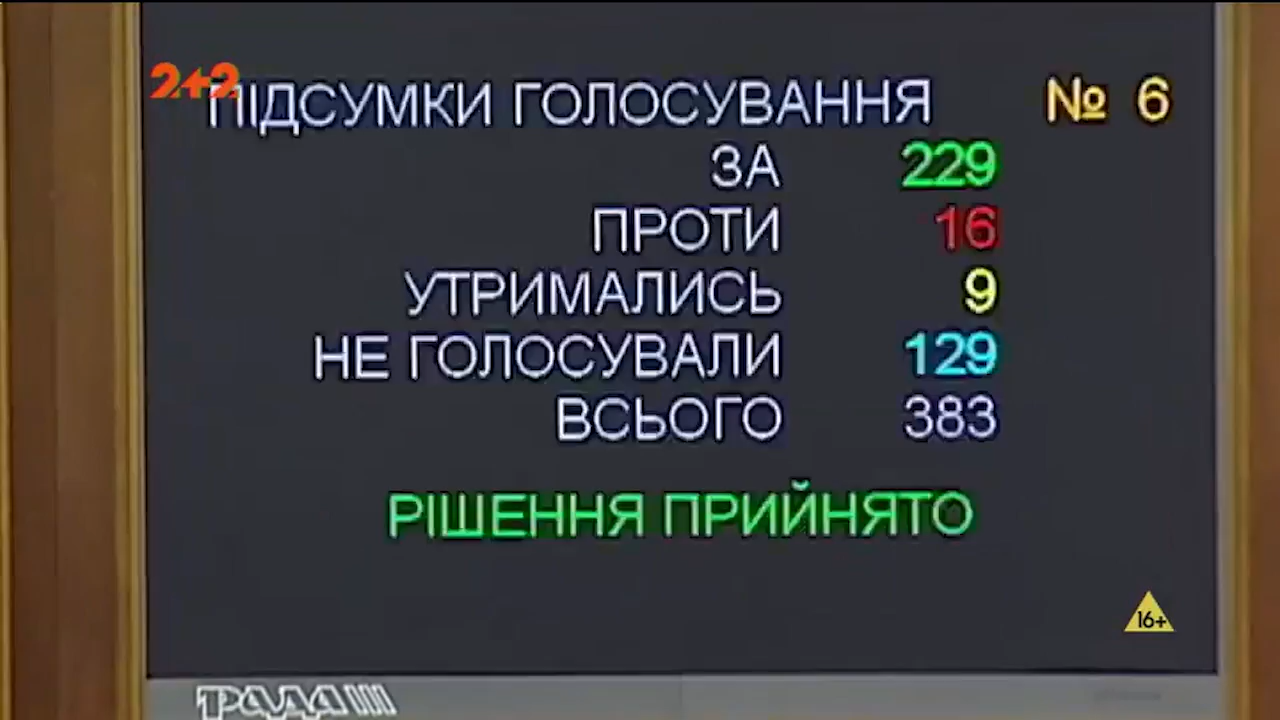 2+2
ПІДСУМКИ ГОЛОСУВАННЯ № 6
ЗА 229
ПРОТИ 16
УТРИМАЛИСЬ 9
НЕ ГОЛОСУВАЛИ 129
ВСЬОГО 383
РІШЕННЯ ПРИЙНЯТО
16+
РАДА III